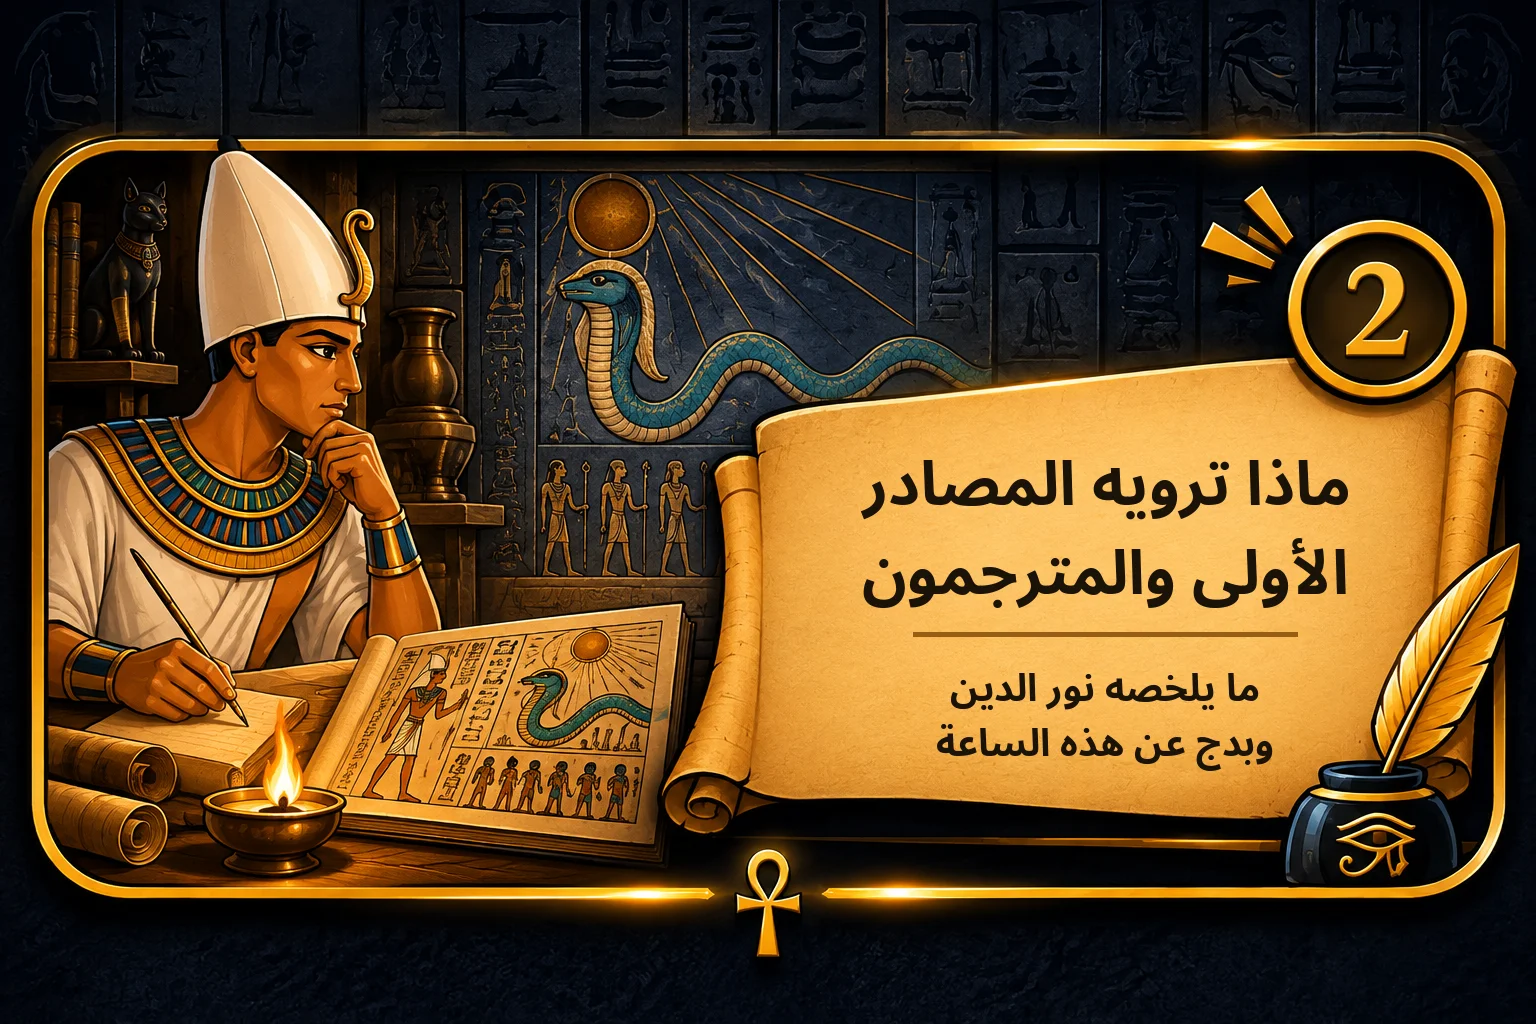 2
ماذا ترويه المصادر
الأولى والمترجمون
ما يلخصه نور الدين
وبدج عن هذه الساعة